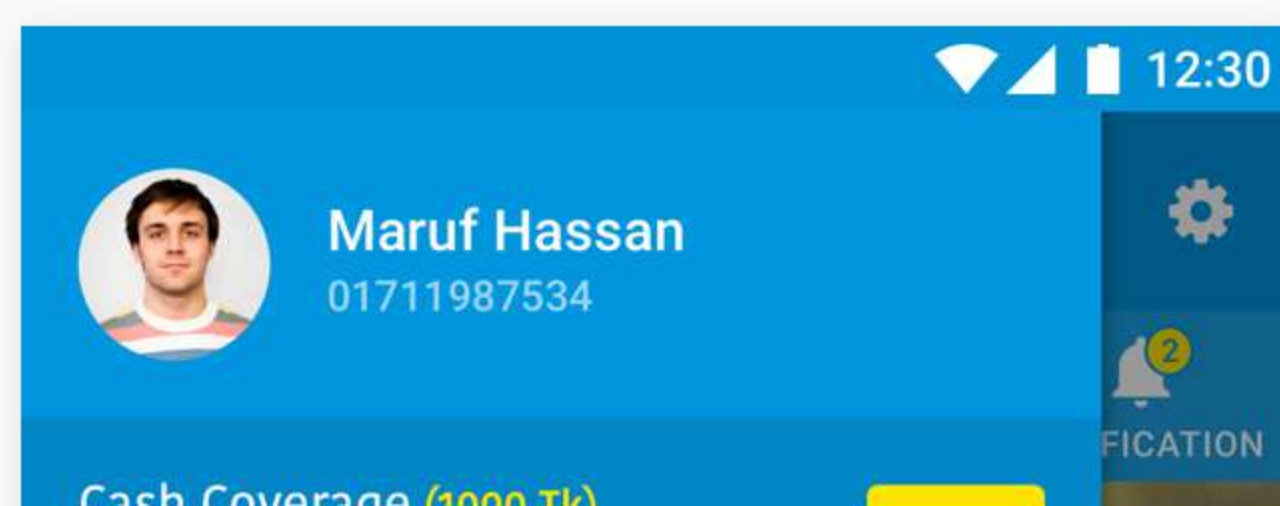 12:30
Maruf Hassan
01711987534
2
FICATION
Cash Coverage (1000 Tk)